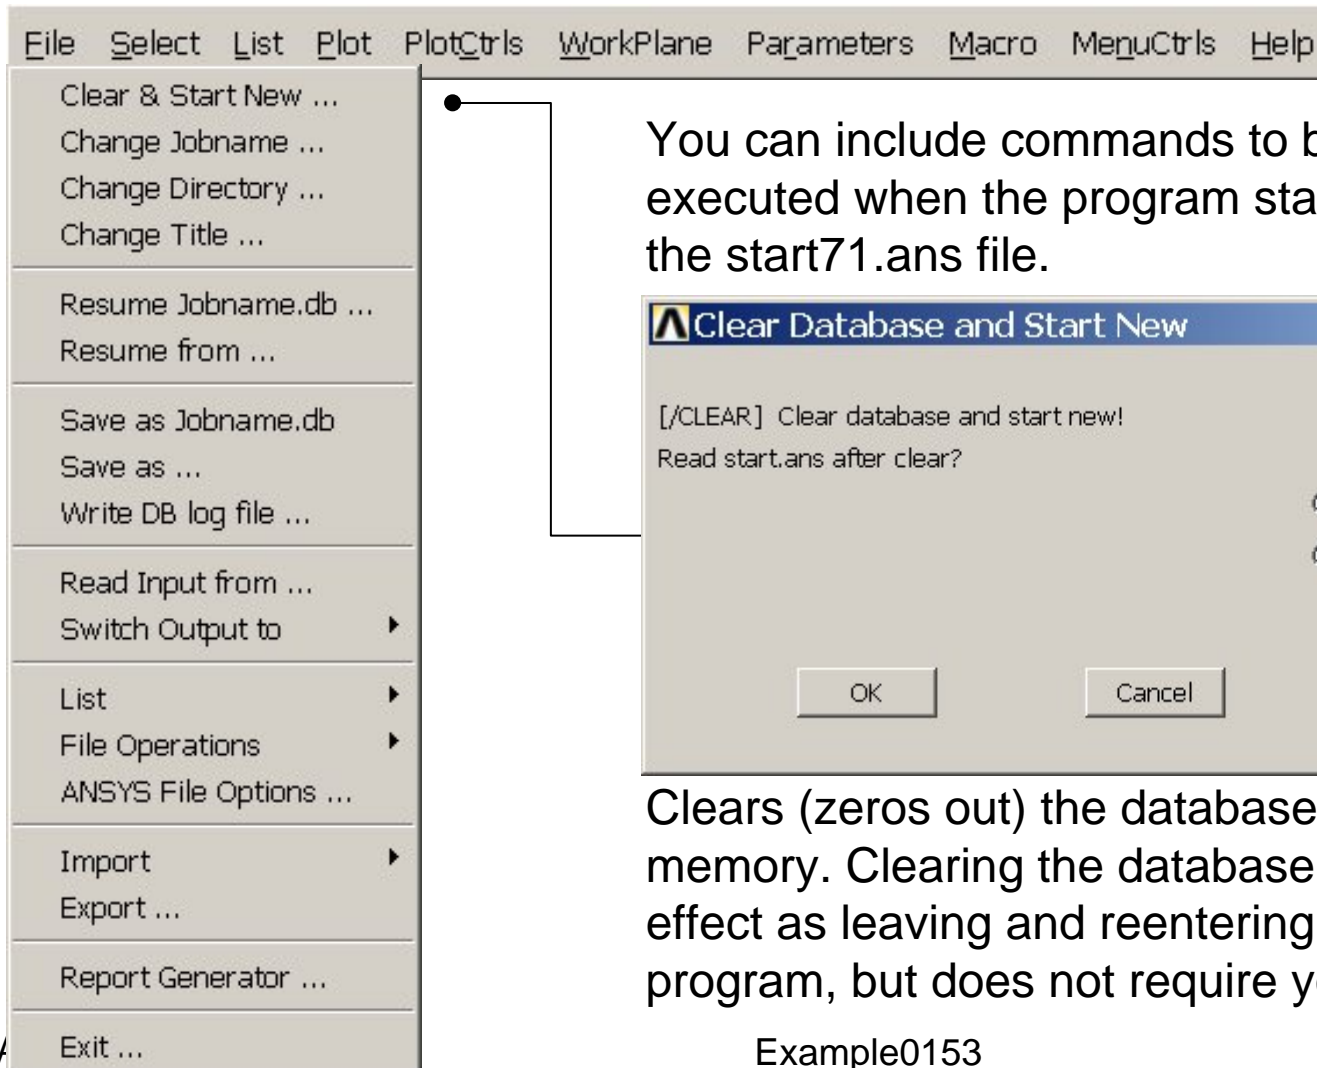 File Select List Plot PlotCtrls WorkPlane Parameters Macro MenuCtrls Help
Clear & Start New ...
Change Jobname ...
Change Directory ...
Change Title ...
Resume Jobname.db ...
Resume from ...
Save as Jobname.db
Save as ...
Write DB log file ...
Read Input from ...
Switch Output to
List
File Operations
ANSYS File Options ...
Import
Export ...
Report Generator ...
Exit ...
You can include commands to
executed when the program
the start71.ans file.
Clear Database and Start New
[/CLEAR] Clear database and start new!
Read start.ans after clear?
OK Cancel
Clears (zeros out) the database
memory. Clearing the database
effect as leaving and reentering
program, but does not require
Example0153